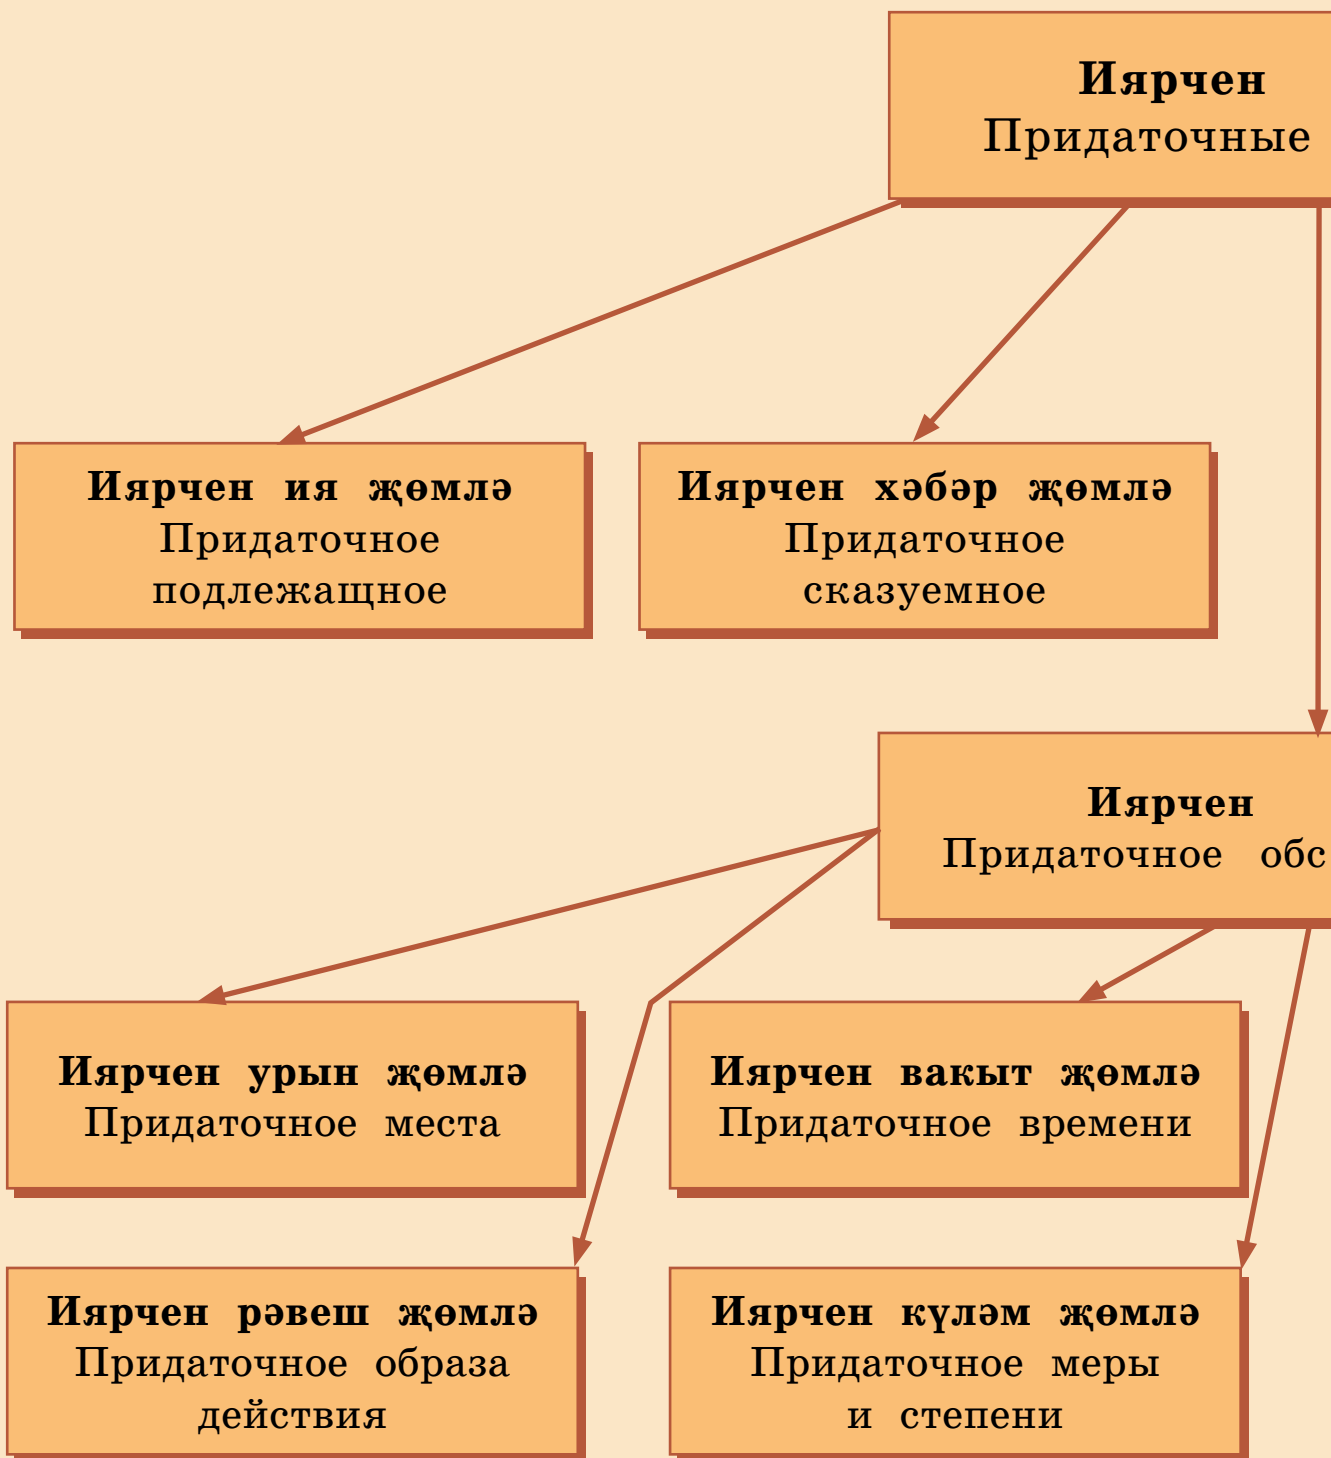 Иярчен
Придаточные
Иярчен ия җөмлә
Придаточное
подлежащное
Иярчен хәбәр җөмлә
Придаточное
сказуемное
Иярчен
Придаточное обс
Иярчен урын җөмлә
Придаточное места
Иярчен вакыт җөмлә
Придаточное времени
Иярчен рәвеш җөмлә
Придаточное образа
действия
Иярчен күләм җөмлә
Придаточное меры
и степени